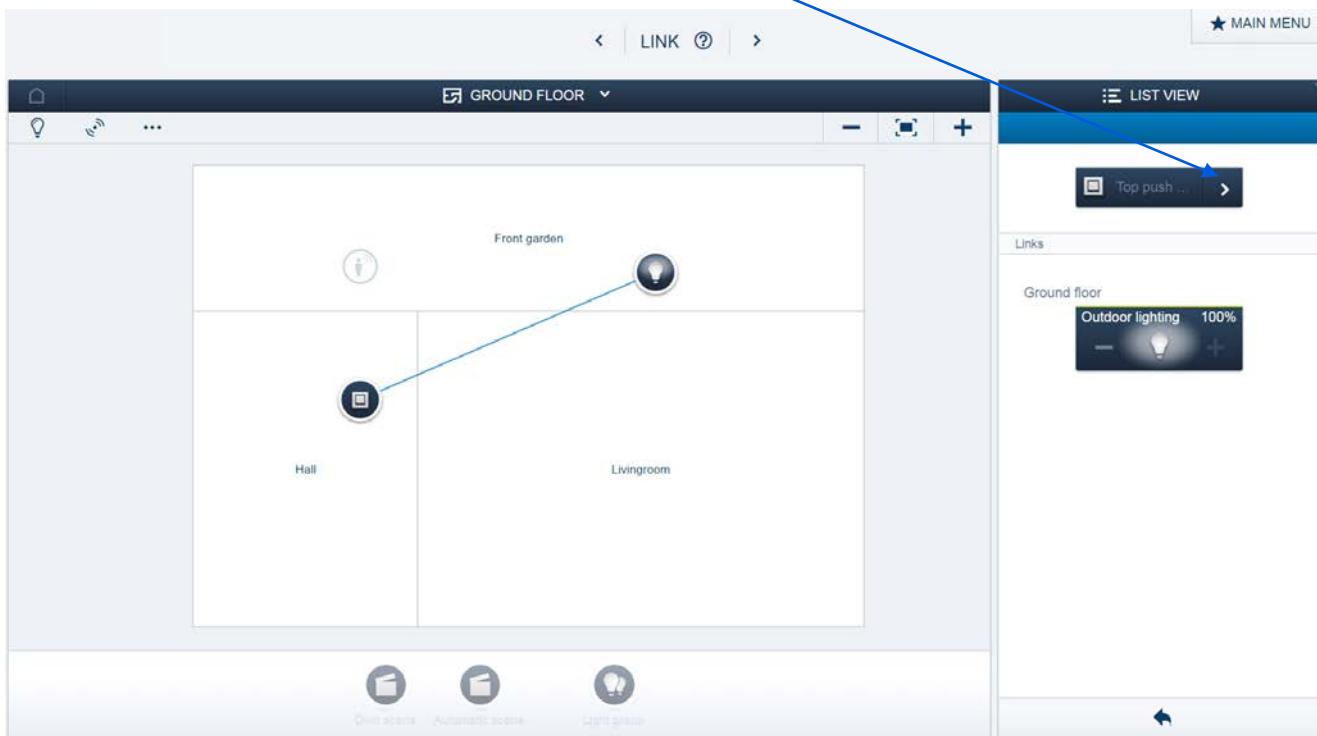 ★ MAIN MENU
LINK
GROUND FLOOR
LIST VIEW
Top push ...
Front garden
Links
Ground floor
Outdoor lighting 100%
Hall
Livingroom
Own scene
Automatic scene
Light group